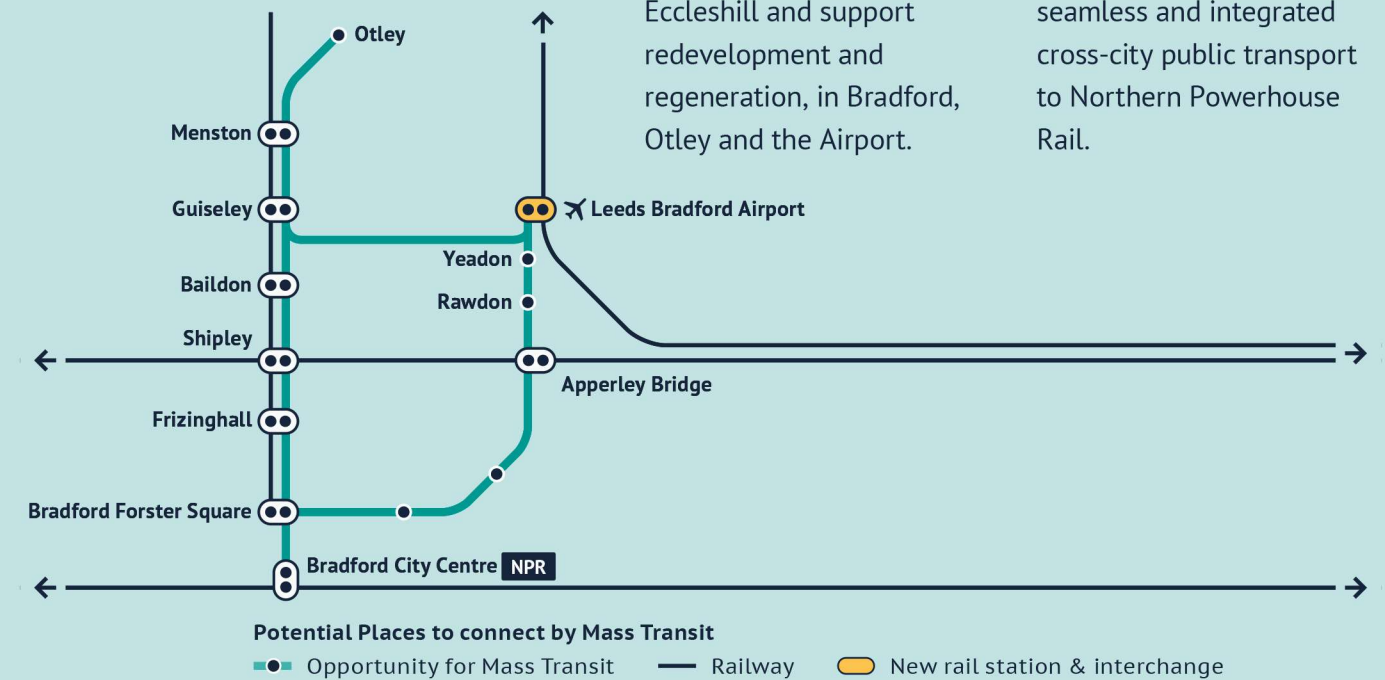 Eccleshill and support
redevelopment and
regeneration, in Bradford,
Otley and the Airport.
seamless and integrated
cross-city public transport
to Northern Powerhouse
Rail.
Otley
Menston
Guiseley
Leeds Bradford Airport
Yeadon
Baildon
Rawdon
Shipley
Apperley Bridge
Frizinghall
Bradford Forster Square
Bradford City Centre NPR
Potential Places to connect by Mass Transit
Opportunity for Mass Transit
Railway
New rail station & interchange